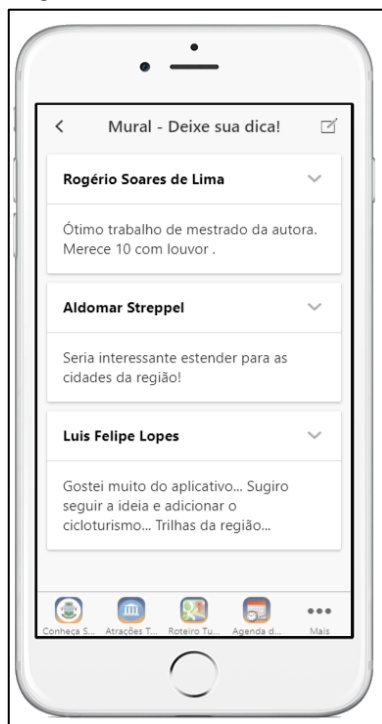 Mural - Deixe sua dica!
Rogério Soares de Lima
Ótimo trabalho de mestrado da autora.
Merece 10 com louvor .
Aldomar Streppel
Seria interessante estender para as
cidades da região!
Luis Felipe Lopes
Gostei muito do aplicativo... Sugiro
seguir a ideia e adicionar o
cicloturismo... Trilhas da região...
Conheça S... Atrações T... Roteiro Tu... Agenda d... Mais